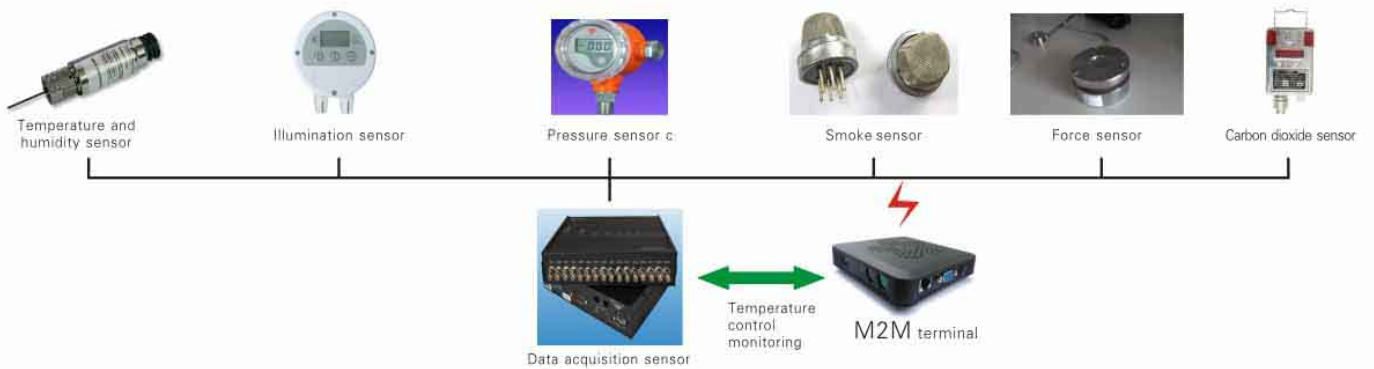 Temperature and
humidity sensor
Illumination sensor
Pressure sensor c
Smoke sensor
Force sensor
Carbon dioxide sensor
Temperature
control
monitoring
M2M terminal
Data acquisition sensor